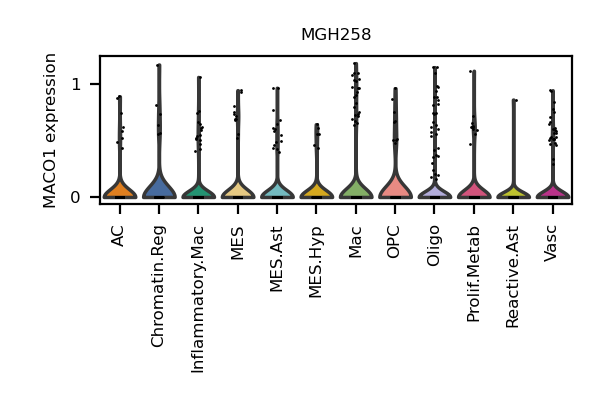 MGH258
MACO1 expression
1
0
AC
Chromatin.Reg
Inflammatory.Mac
MES
MES.Ast
MES.Hyp
Mac
OPC
Oligo
Prolif.Metab
Reactive.Ast
Vasc